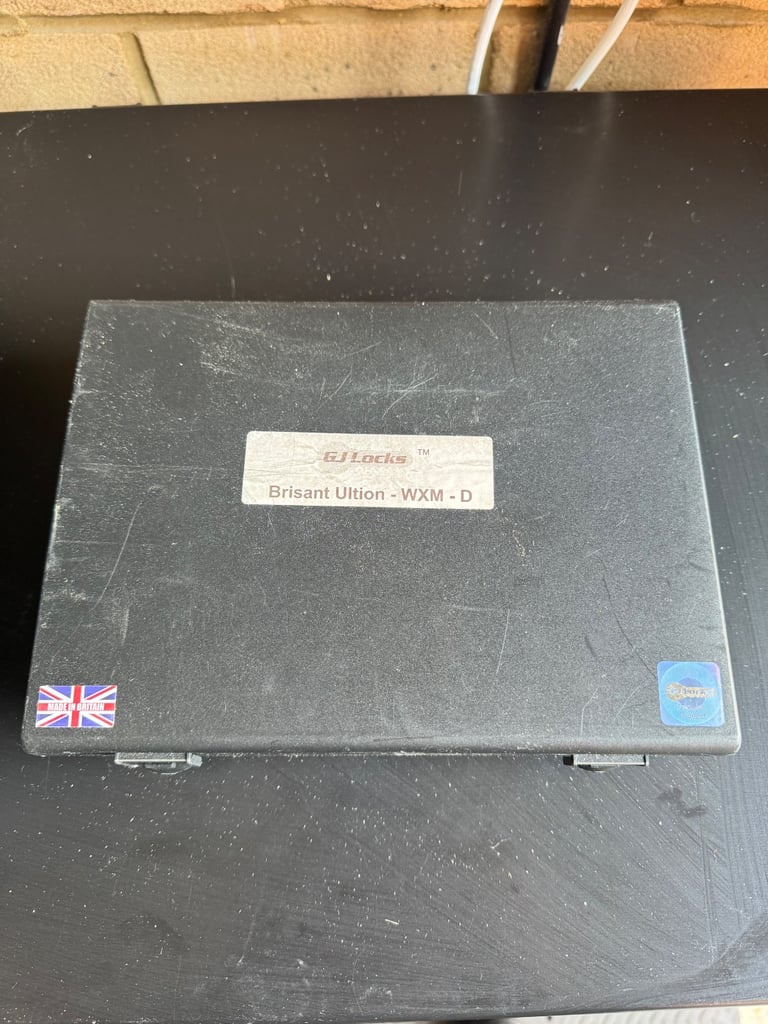 GJ Locks ™
Brisant Ultion - WXM - D
MADE IN BRITAIN